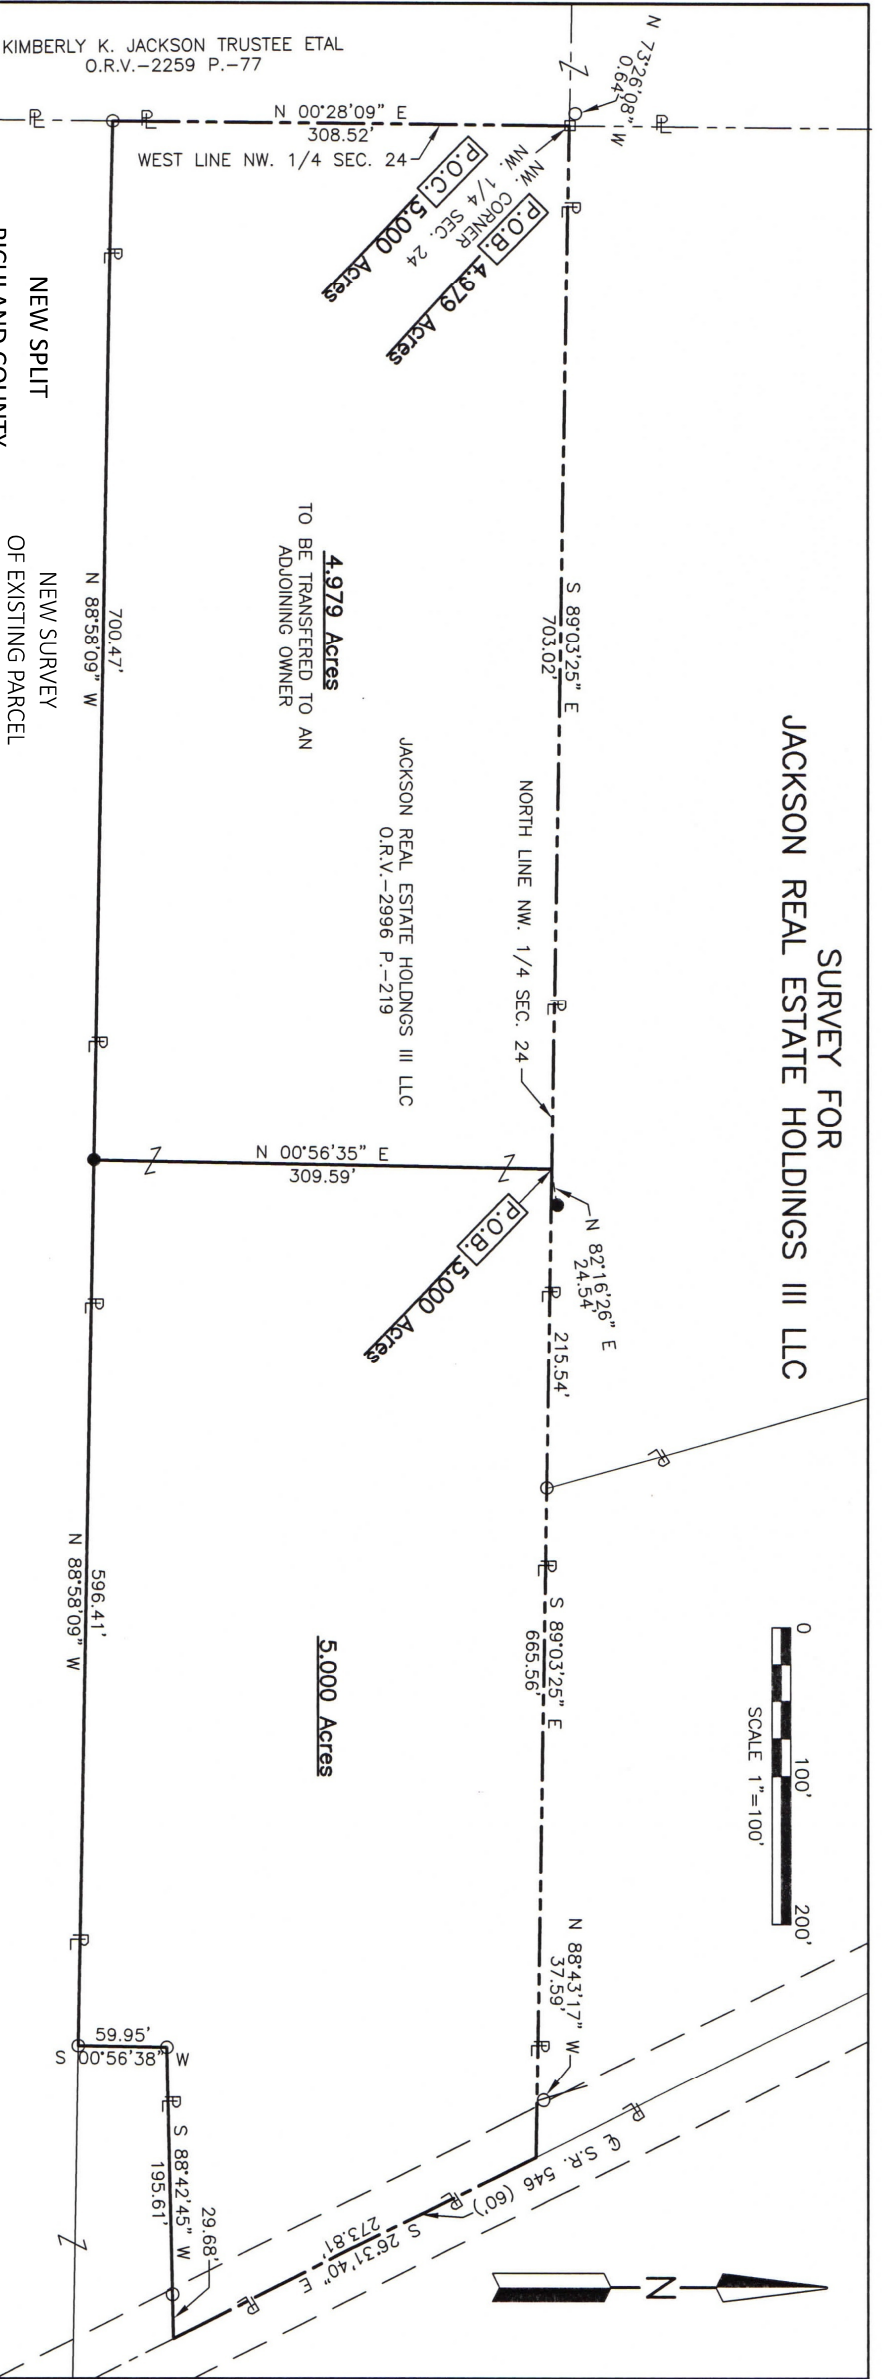 SURVEY FOR
JACKSON REAL ESTATE HOLDINGS III LLC
0
100'
200'
SCALE 1"=100'
N
N 73°26'08" W
0.64'
KIMBERLY K. JACKSON TRUSTEE ETAL
O.R.V.-2259 P.-77
N 00°28'09" E
308.52'
WEST LINE NW. 1/4 SEC. 24
P.O.C. 5.000 Acres
NW. CORNER
NW. 1/4 SEC. 24
P.O.B. 4.979 Acres
S 89°03'25" E
703.02'
NORTH LINE NW. 1/4 SEC. 24
N 82°16'26" E
24.54'
215.54'
P.O.B. 5.000 Acres
S 89°03'25" E
665.56'
N 88°43'17" W
37.59'
℄ S.R. 546 (60')
S 26°31'40" E
273.81'
JACKSON REAL ESTATE HOLDNGS III LLC
O.R.V.-2996 P.-219
4.979 Acres
TO BE TRANSFERED TO AN
ADJOINING OWNER
N 00°56'35" E
309.59'
5.000 Acres
29.68'
S 88°42'45" W
195.61'
59.95'
S 00°56'38" W
700.47'
N 88°58'09" W
596.41'
N 88°58'09" W
NEW SPLIT
RICHLAND COUNTY
NEW SURVEY
OF EXISTING PARCEL